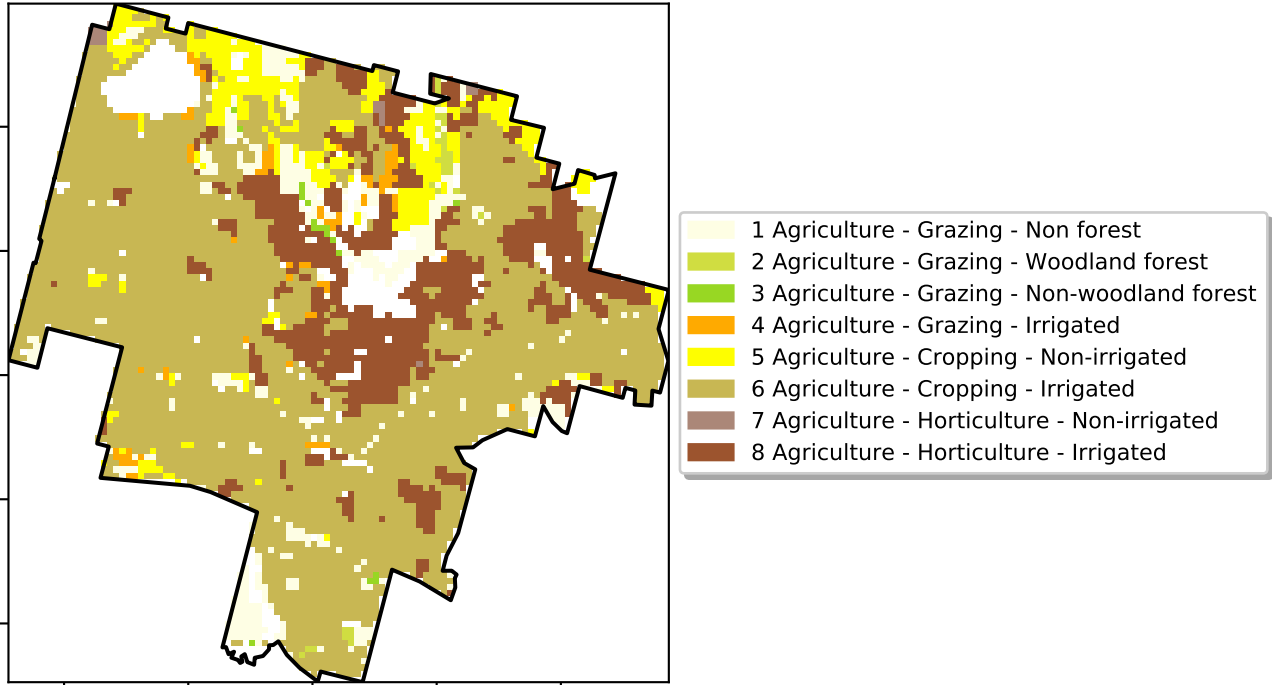 1 Agriculture - Grazing - Non forest
2 Agriculture - Grazing - Woodland forest
3 Agriculture - Grazing - Non-woodland forest
4 Agriculture - Grazing - Irrigated
5 Agriculture - Cropping - Non-irrigated
6 Agriculture - Cropping - Irrigated
7 Agriculture - Horticulture - Non-irrigated
8 Agriculture - Horticulture - Irrigated